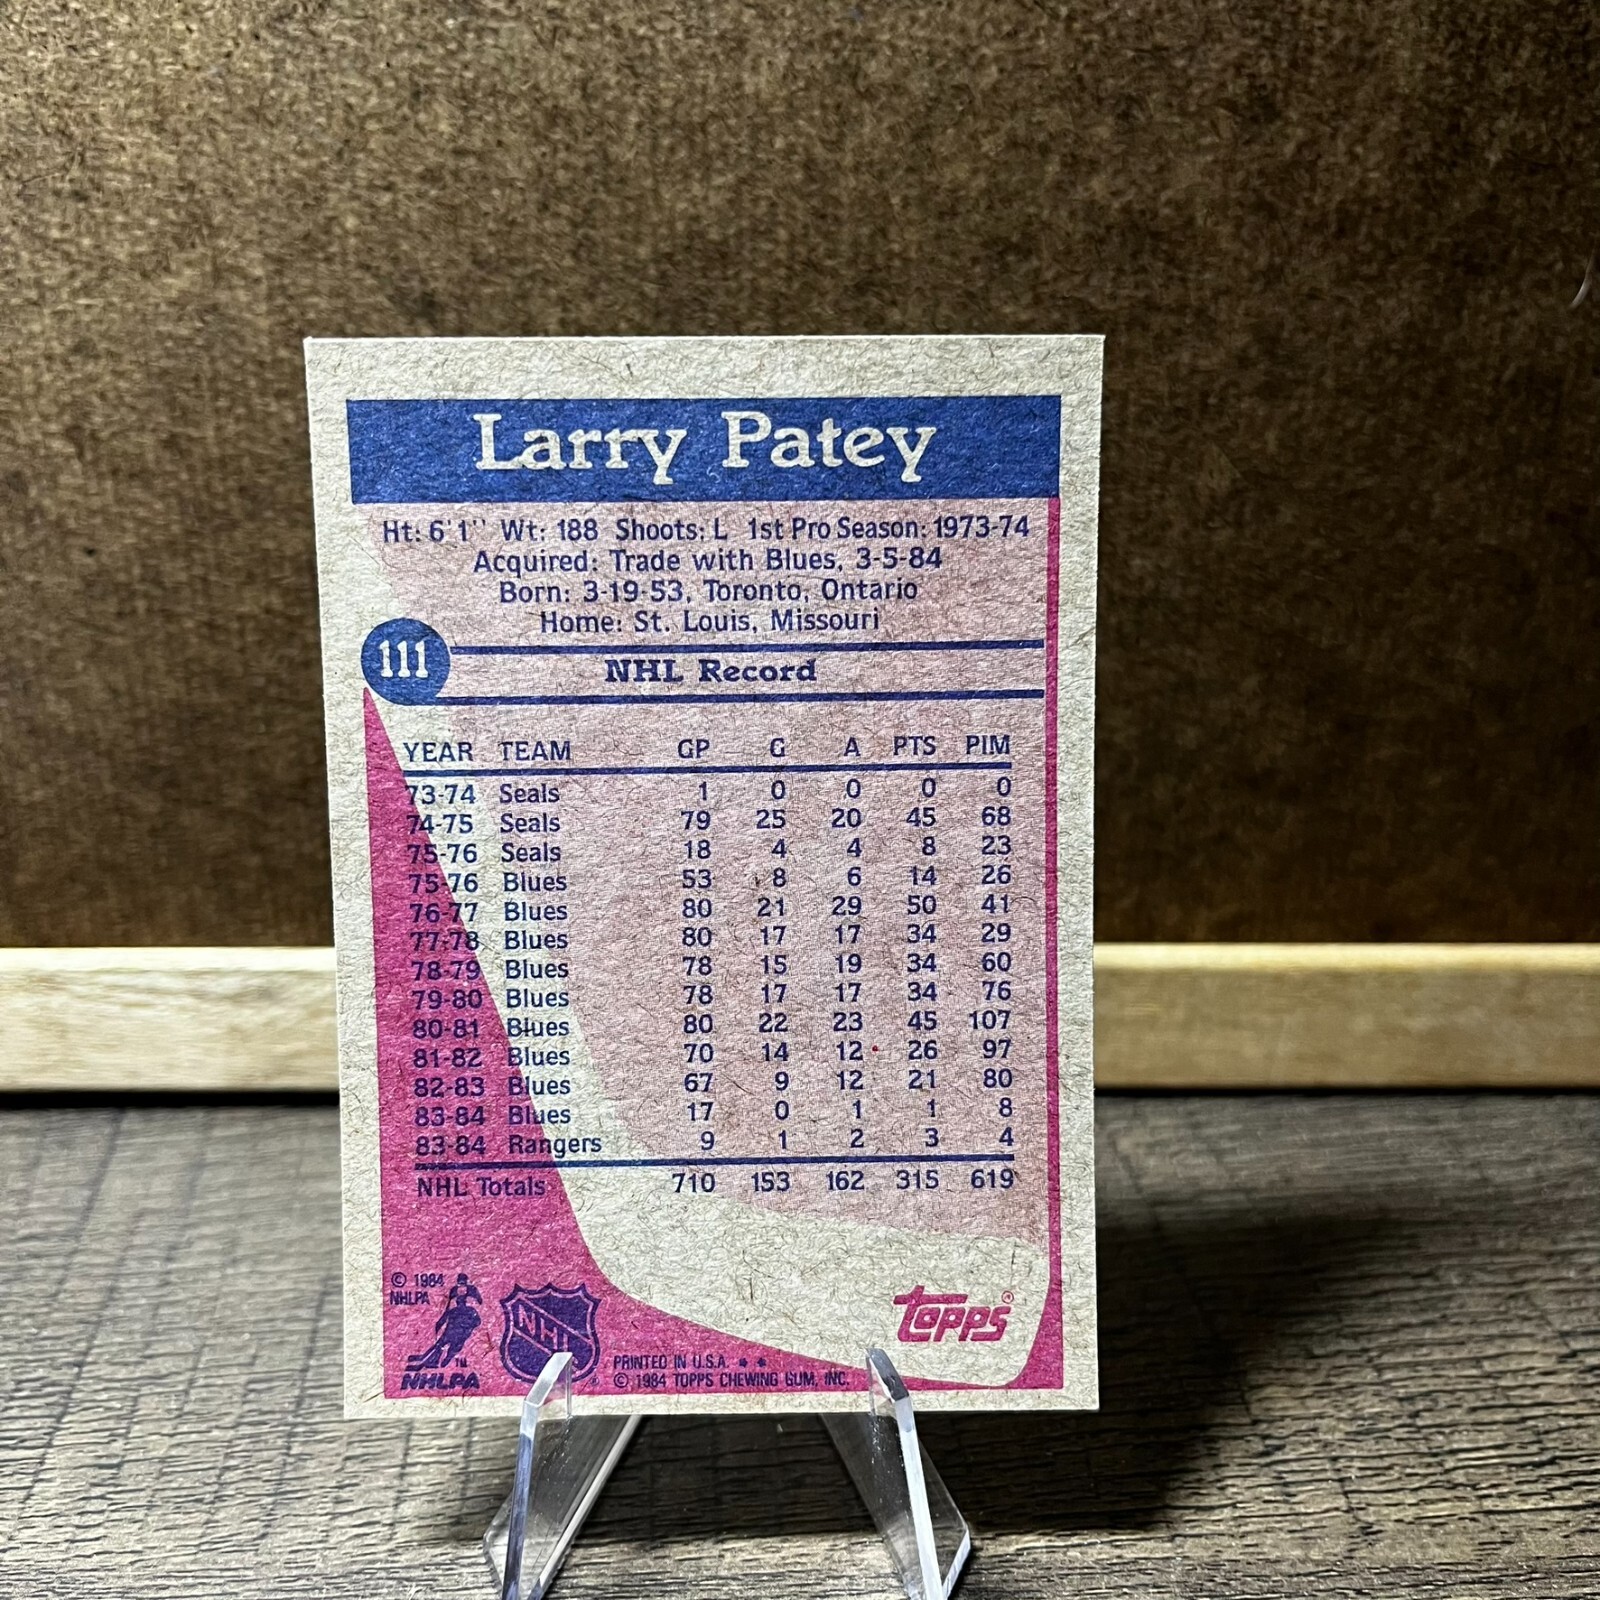 Larry Patey
Ht: 6'1'' Wt: 188 Shoots: L 1st Pro Season: 1973-74
Acquired: Trade with Blues, 3-5-84
Born: 3-19-53, Toronto, Ontario
Home: St. Louis, Missouri
111
NHL Record
YEAR TEAM GP G A PTS PIM
73-74 Seals 1 0 0 0 0
74-75 Seals 79 25 20 45 68
75-76 Seals 18 4 4 8 23
75-76 Blues 53 8 6 14 26
76-77 Blues 80 21 29 50 41
77-78 Blues 80 17 17 34 29
78-79 Blues 78 15 19 34 60
79-80 Blues 78 17 17 34 76
80-81 Blues 80 22 23 45 107
81-82 Blues 70 14 12 26 97
82-83 Blues 67 9 12 21 80
83-84 Blues 17 0 1 1 8
83-84 Rangers 9 1 2 3 4
NHL Totals 710 153 162 315 619
© 1984
NHLPA
TM
NHLPA
NHL
®
topps®
PRINTED IN U.S.A. * *
© 1984 TOPPS CHEWING GUM, INC.